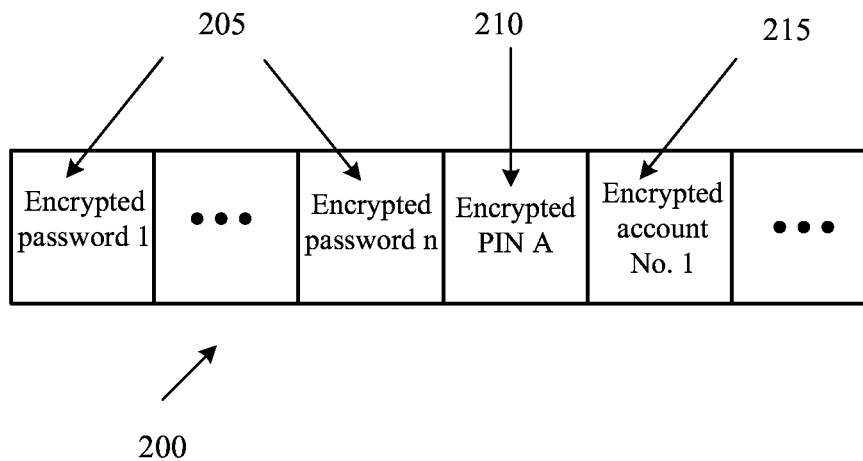 205
210
215
Encrypted
password 1
• • •
Encrypted
password n
Encrypted
PIN A
Encrypted
account
No. 1
• • •
200